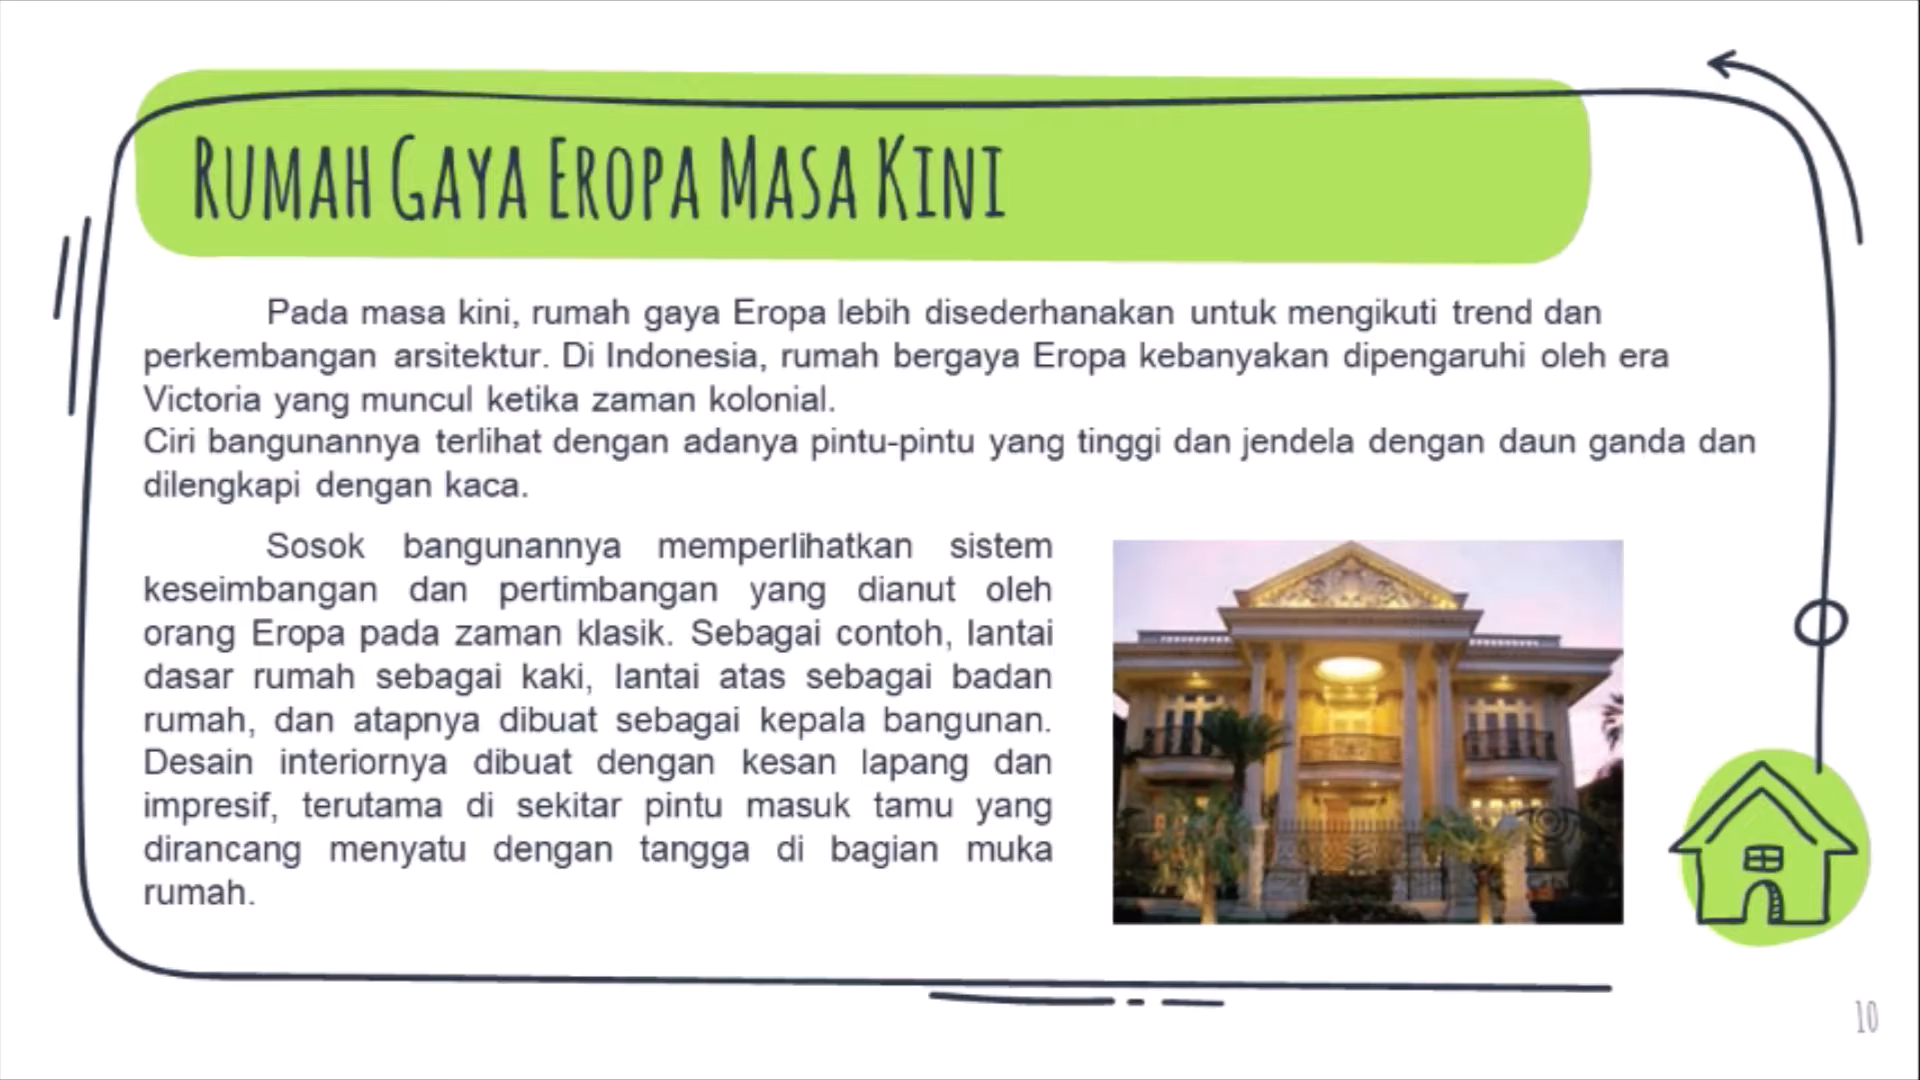 RUMAH GAYA EROPA MASA KINI
Pada masa kini, rumah gaya Eropa lebih disederhanakan untuk mengikuti trend dan
perkembangan arsitektur. Di Indonesia, rumah bergaya Eropa kebanyakan dipengaruhi oleh era
Victoria yang muncul ketika zaman kolonial.
Ciri bangunannya terlihat dengan adanya pintu-pintu yang tinggi dan jendela dengan daun ganda dan
dilengkapi dengan kaca.
Sosok bangunannya memperlihatkan sistem
keseimbangan dan pertimbangan yang dianut oleh
orang Eropa pada zaman klasik. Sebagai contoh, lantai
dasar rumah sebagai kaki, lantai atas sebagai badan
rumah, dan atapnya dibuat sebagai kepala bangunan.
Desain interiornya dibuat dengan kesan lapang dan
impresif, terutama di sekitar pintu masuk tamu yang
dirancang menyatu dengan tangga di bagian muka
rumah.
10